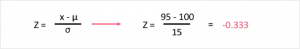 Z = (x - μ) / σ → Z = (95 - 100) / 15 = -0.333